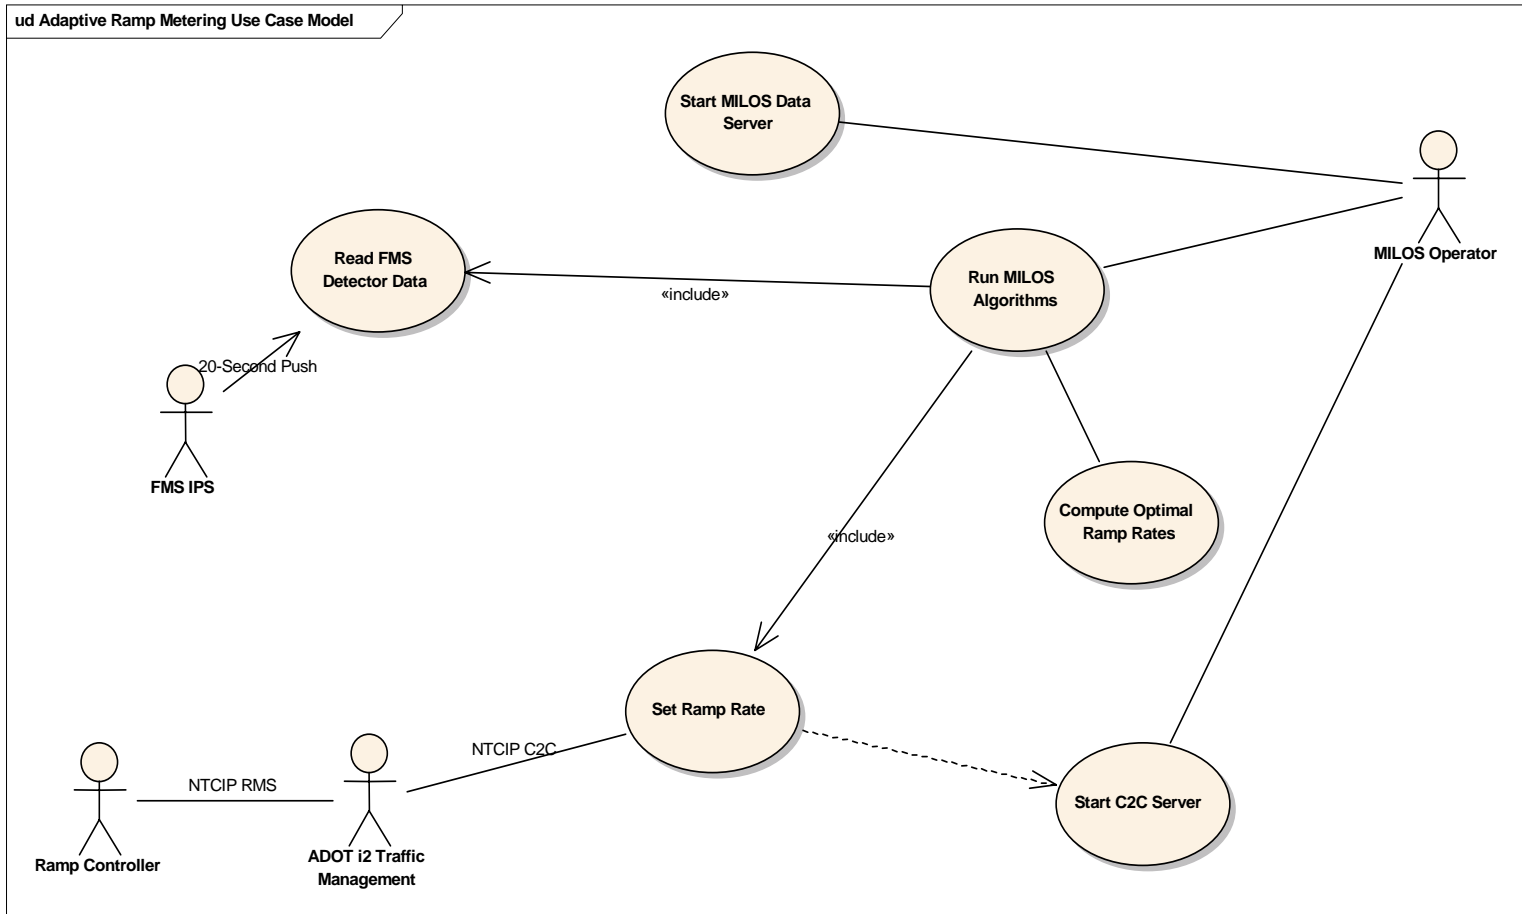 ud Adaptive Ramp Metering Use Case Model
Start MILOS Data
Server
MILOS Operator
Read FMS
Detector Data
Run MILOS
Algorithms
«include»
20-Second Push
FMS IPS
Compute Optimal
Ramp Rates
«include»
Set Ramp Rate
NTCIP C2C
NTCIP RMS
Start C2C Server
Ramp Controller
ADOT i2 Traffic
Management